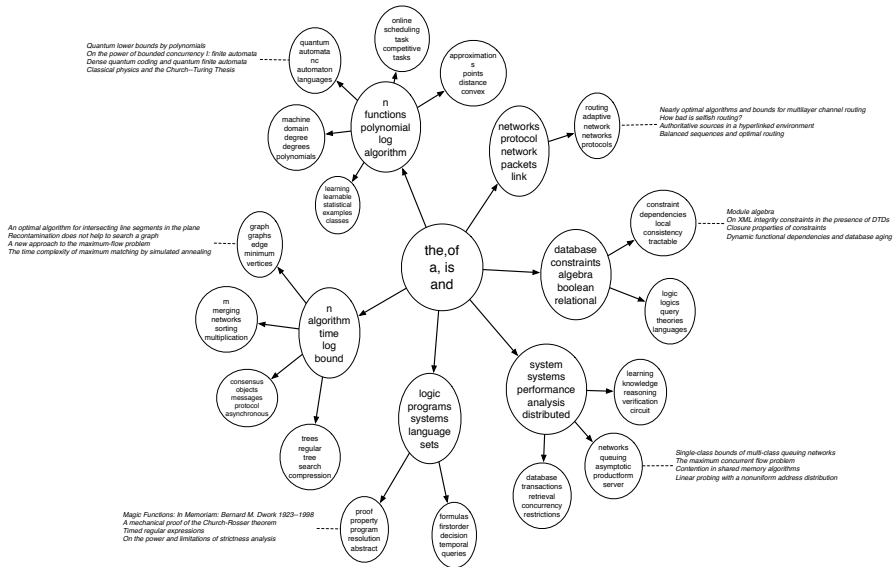 online
scheduling
task
competitive
tasks
quantum
automata
nc
automaton
languages
Quantum lower bounds by polynomials
On the power of bounded concurrency I: finite automata
Dense quantum coding and quantum finite automata
Classical physics and the Church--Turing Thesis
approximation
s
points
distance
convex
n
functions
polynomial
log
algorithm
machine
domain
degree
degrees
polynomials
learning
learnable
statistical
examples
classes
networks
protocol
network
packets
link
routing
adaptive
network
networks
protocols
Nearly optimal algorithms and bounds for multilayer channel routing
How bad is selfish routing?
Authoritative sources in a hyperlinked environment
Balanced sequences and optimal routing
An optimal algorithm for intersecting line segments in the plane
Recontamination does not help to search a graph
A new approach to the maximum-flow problem
The time complexity of maximum matching by simulated annealing
graph
graphs
edge
minimum
vertices
the,of
a, is
and
database
constraints
algebra
boolean
relational
constraint
dependencies
local
consistency
tractable
Module algebra
On XML integrity constraints in the presence of DTDs
Closure properties of constraints
Dynamic functional dependencies and database aging
logic
logics
query
theories
languages
m
merging
networks
sorting
multiplication
n
algorithm
time
log
bound
consensus
objects
messages
protocol
asynchronous
trees
regular
tree
search
compression
logic
programs
systems
language
sets
system
systems
performance
analysis
distributed
learning
knowledge
reasoning
verification
circuit
networks
queuing
asymptotic
productform
server
Single-class bounds of multi-class queuing networks
The maximum concurrent flow problem
Contention in shared memory algorithms
Linear probing with a nonuniform address distribution
database
transactions
retrieval
concurrency
restrictions
Magic Functions: In Memoriam: Bernard M. Dwork 1923--1998
A mechanical proof of the Church-Rosser theorem
Timed regular expressions
On the power and limitations of strictness analysis
proof
property
program
resolution
abstract
formulas
firstorder
decision
temporal
queries